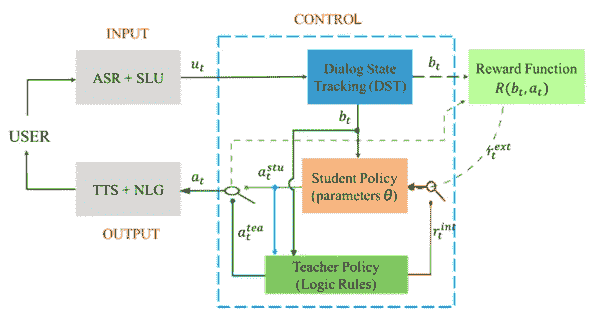 INPUT
CONTROL
ASR + SLU
u_t
Dialog State
Tracking (DST)
b_t
Reward Function
R(b_t, a_t)
b_t
r_t^ext
USER
TTS + NLG
a_t
a_t^stu
Student Policy
(parameters θ)
OUTPUT
a_t^tea
r_t^int
Teacher Policy
(Logic Rules)